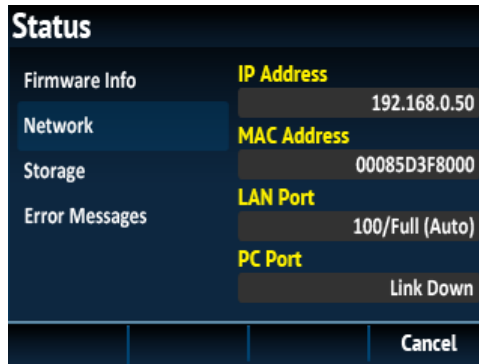 Status
Firmware Info
Network
Storage
Error Messages
IP Address
192.168.0.50
MAC Address
00085D3F8000
LAN Port
100/Full (Auto)
PC Port
Link Down
Cancel